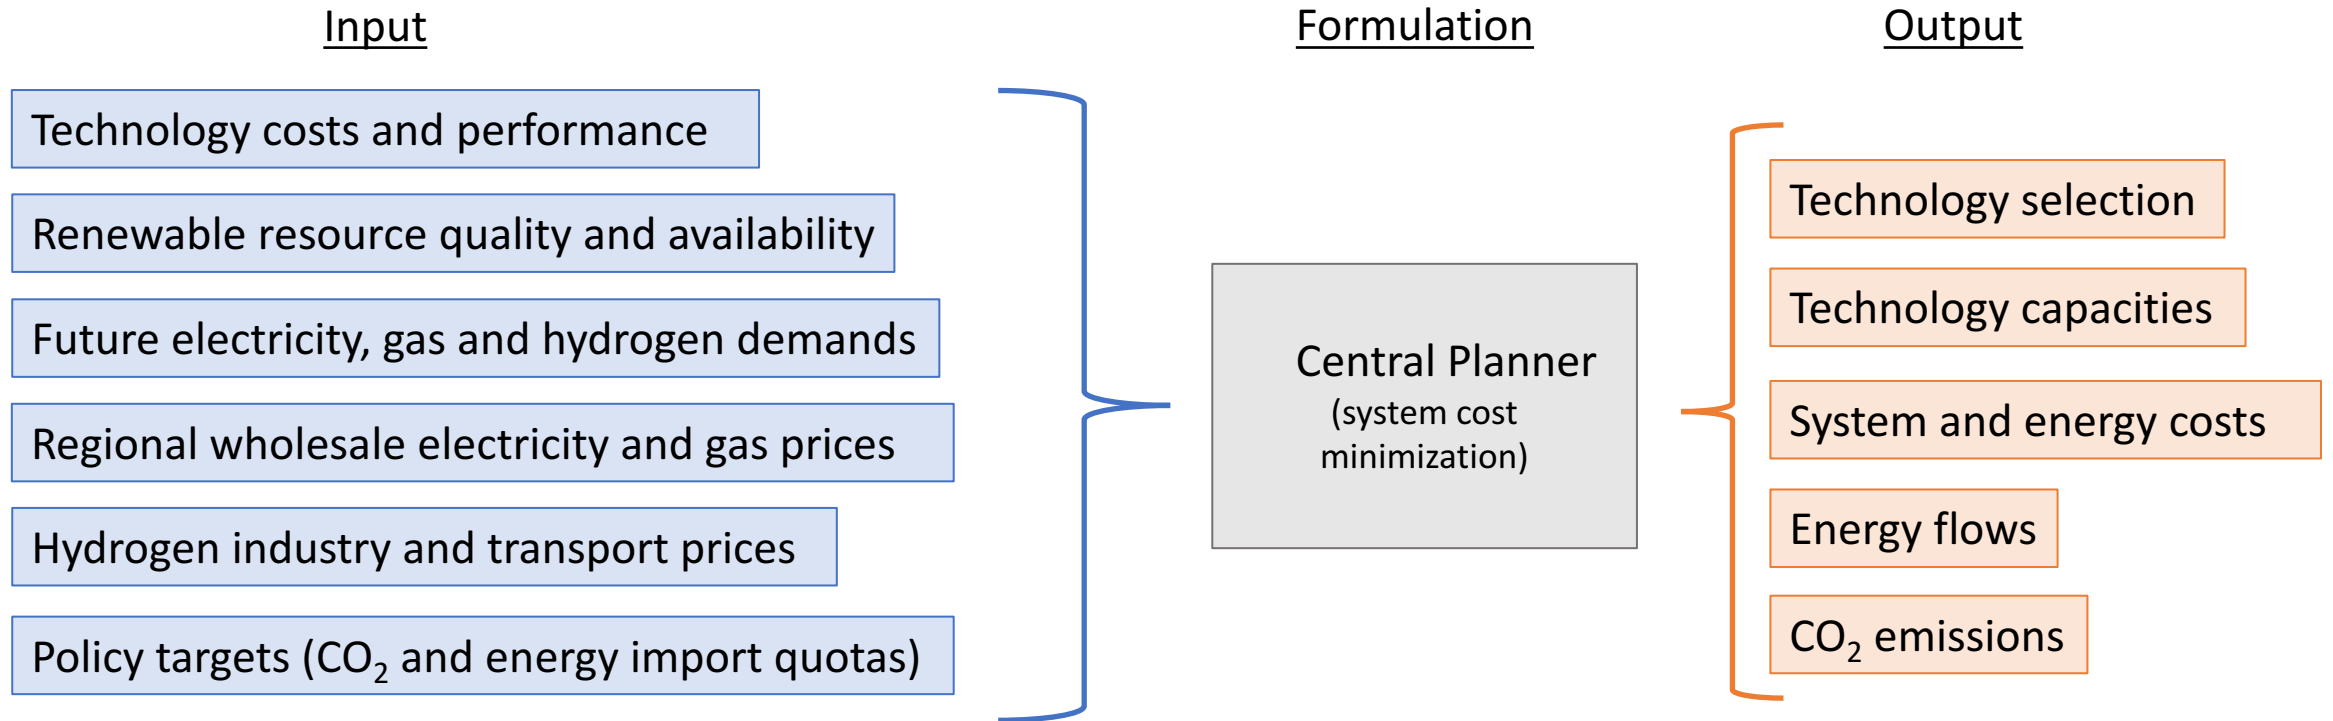 Input
Technology costs and performance
Renewable resource quality and availability
Future electricity, gas and hydrogen demands
Regional wholesale electricity and gas prices
Hydrogen industry and transport prices
Policy targets (CO₂ and energy import quotas)
Formulation
Central Planner
(system cost
minimization)
Output
Technology selection
Technology capacities
System and energy costs
Energy flows
CO₂ emissions